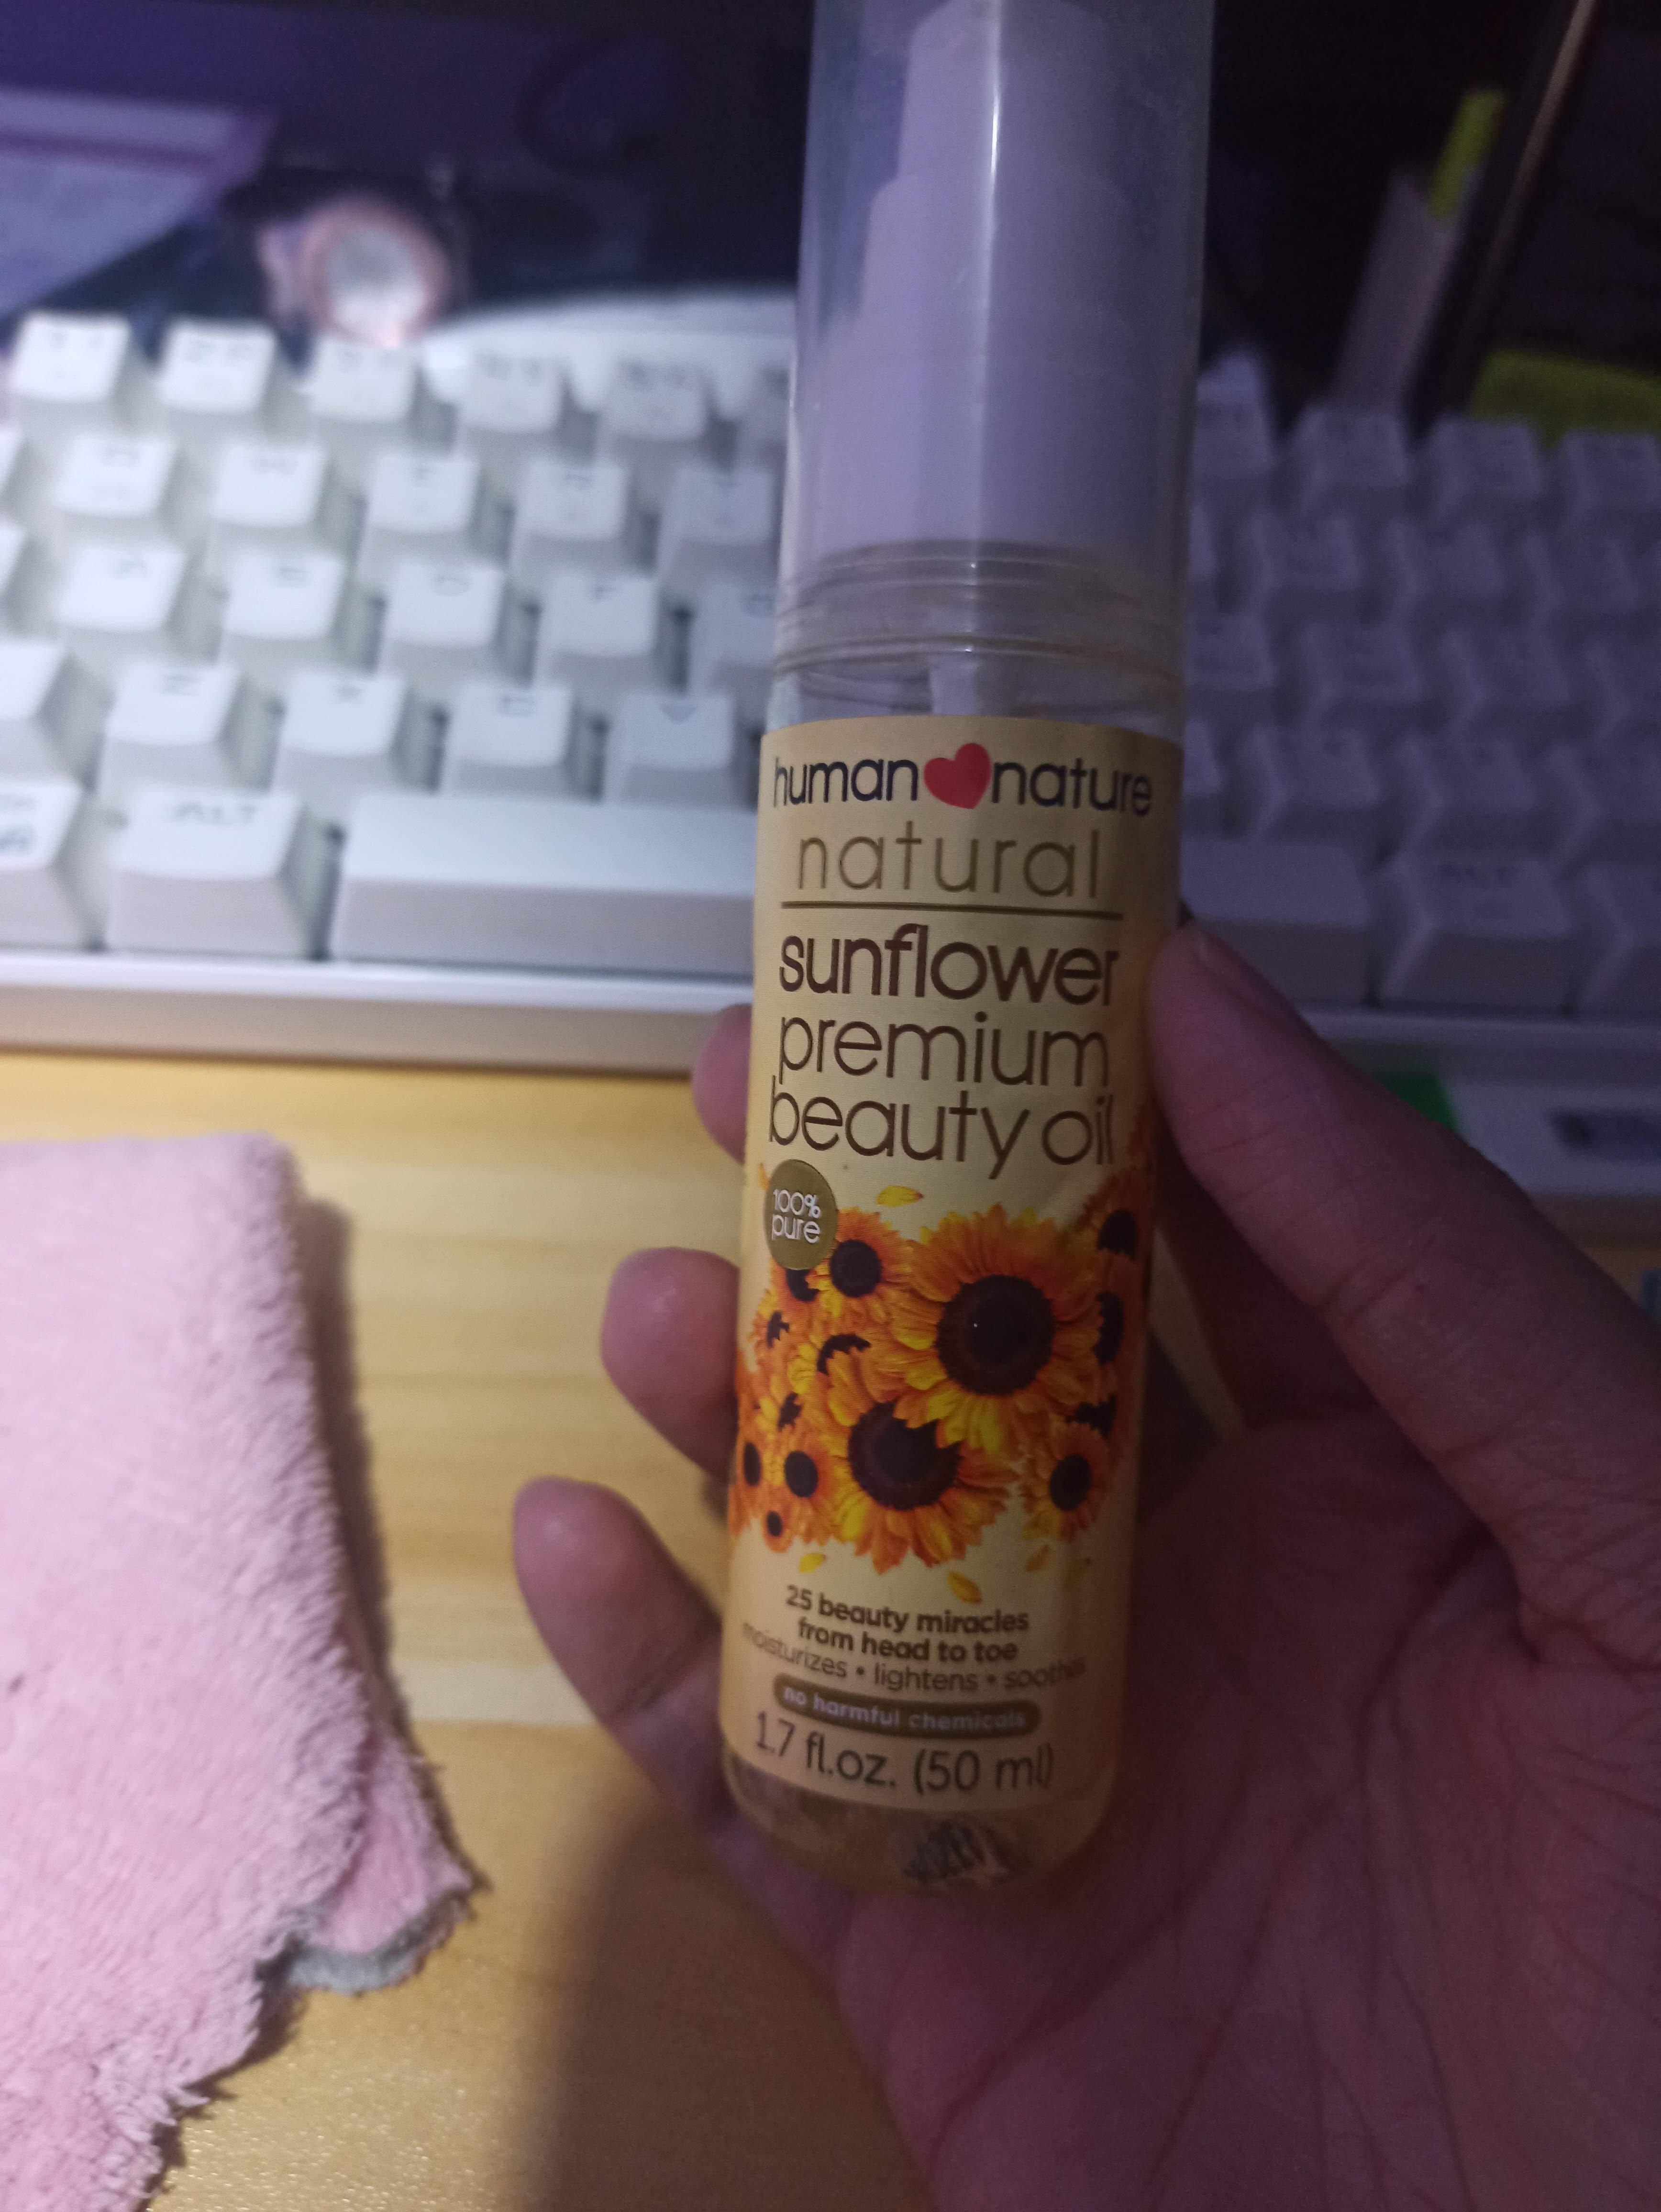 human nature
natural
sunflower
premium
beauty oil
100%
pure
25 beauty miracles
from head to toe
moisturizes • lightens •
no harmful chemicals
1.7 fl.oz. (50 ml)
ALT